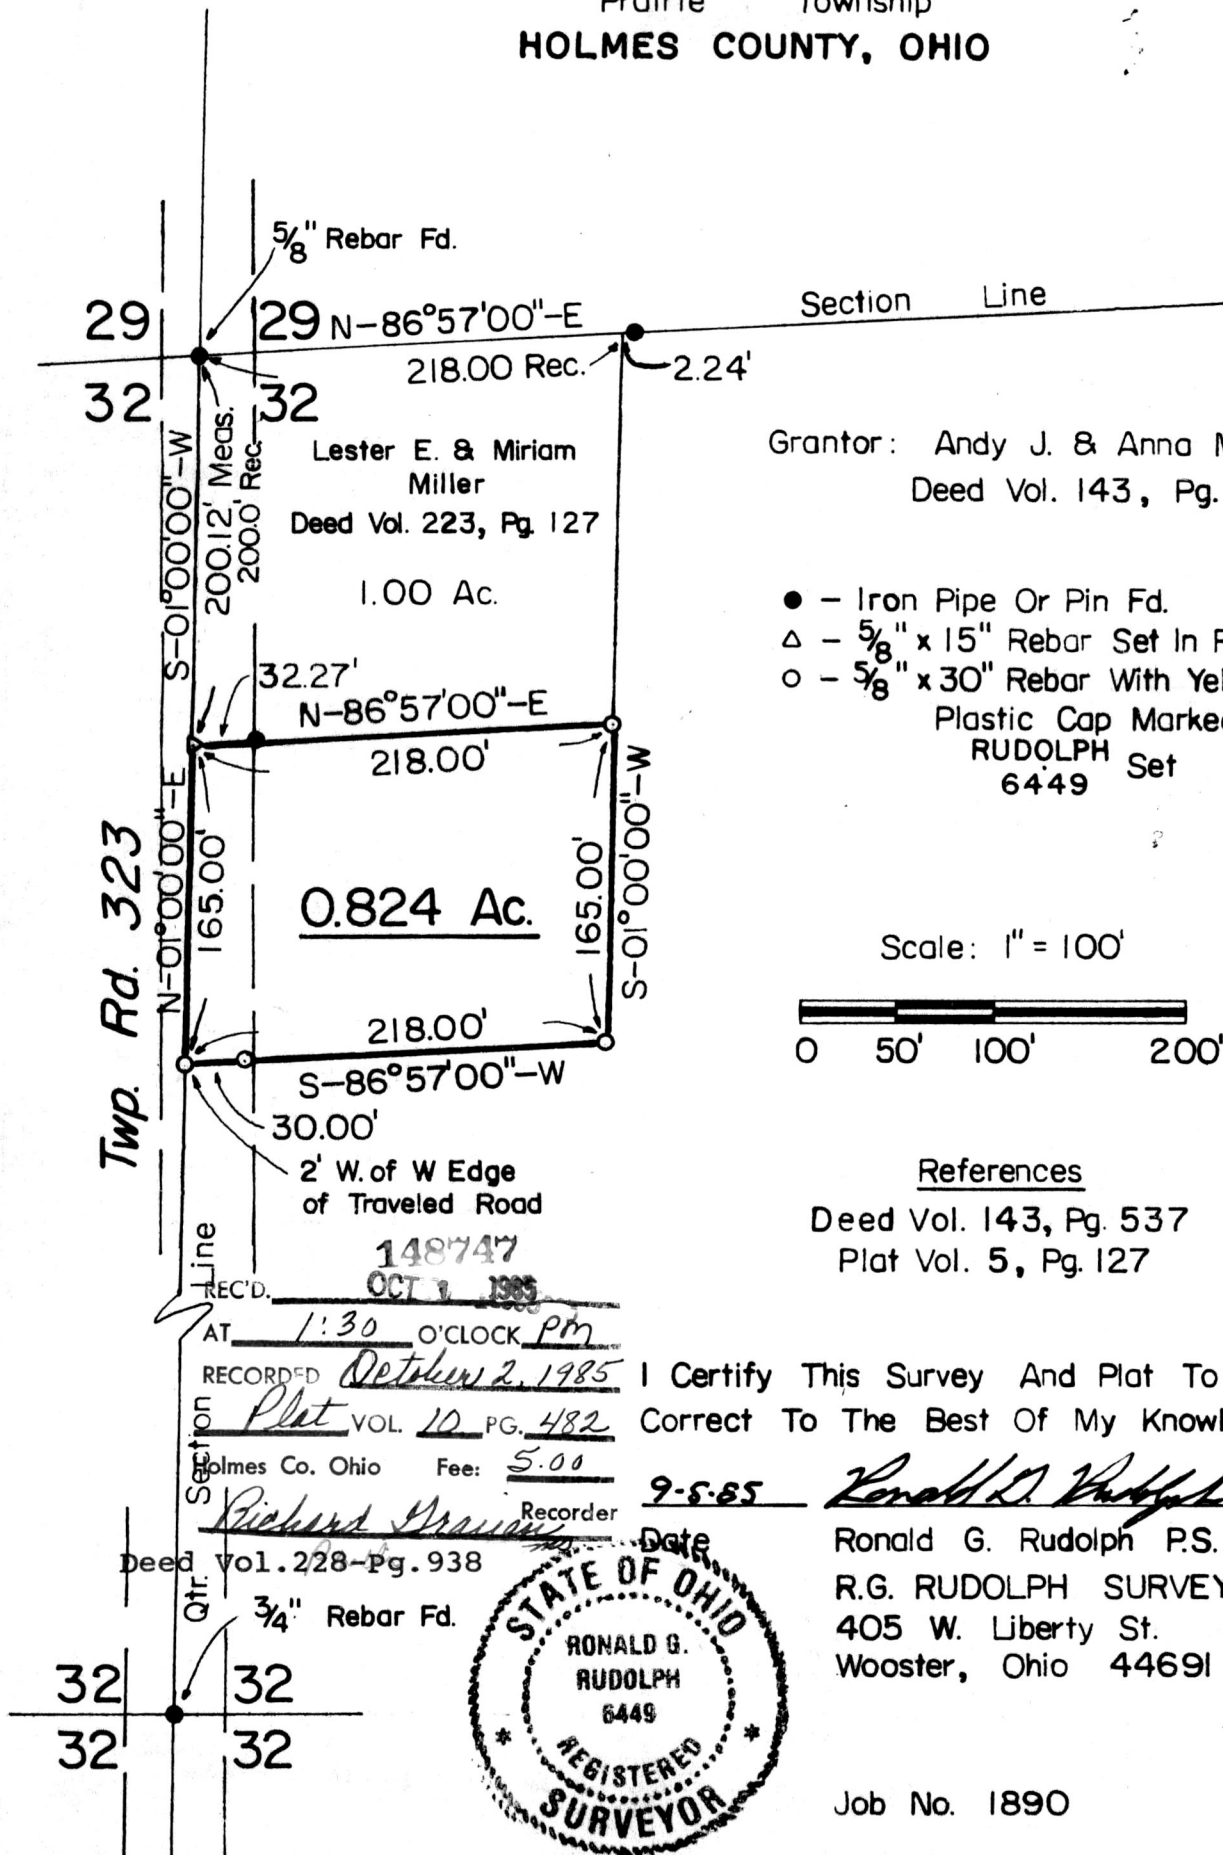 Prairie Township
HOLMES COUNTY, OHIO
5/8" Rebar Fd.
29 29
N-86°57'00"-E
Section Line
218.00 Rec.
2.24'
32 32
S-01°00'00"-W
200.12' Meas.
200.0' Rec.
Lester E. & Miriam
Miller
Deed Vol. 223, Pg. 127
1.00 Ac.
Grantor: Andy J. & Anna
Deed Vol. 143, Pg.
● - Iron Pipe Or Pin Fd.
△ - 5/8" x 15" Rebar Set In
○ - 5/8" x 30" Rebar With
Plastic Cap
RUDOLPH
6449
Set
32.27'
N-86°57'00"-E
218.00'
Twp. Rd. 323
N-01°00'00"-E
165.00'
0.824 Ac.
165.00'
S-01°00'00"-W
218.00'
S-86°57'00"-W
30.00'
2' W. of W Edge
of Traveled Road
Scale: 1" = 100'
0 50' 100' 200'
References
Deed Vol. 143, Pg. 537
Plat Vol. 5, Pg. 127
Qtr. Section Line
148747
REC'D. OCT 1985
AT 1:30 O'CLOCK PM
RECORDED October 2, 1985
Plat VOL. 10 PG. 482
Holmes Co. Ohio Fee: 5.00
Richard Recorder
Deed Vol.228-Pg.938
I Certify This Survey And Plat To
Correct To The Best Of My
9-5-85
Date
Ronald G. Rudolph P.S.
R.G. RUDOLPH
405 W. Liberty St.
Wooster, Ohio 44691
3/4" Rebar Fd.
32 32
32 32
STATE OF OHIO
RONALD G.
RUDOLPH
6449
REGISTERED
SURVEYOR
Job No. 1890